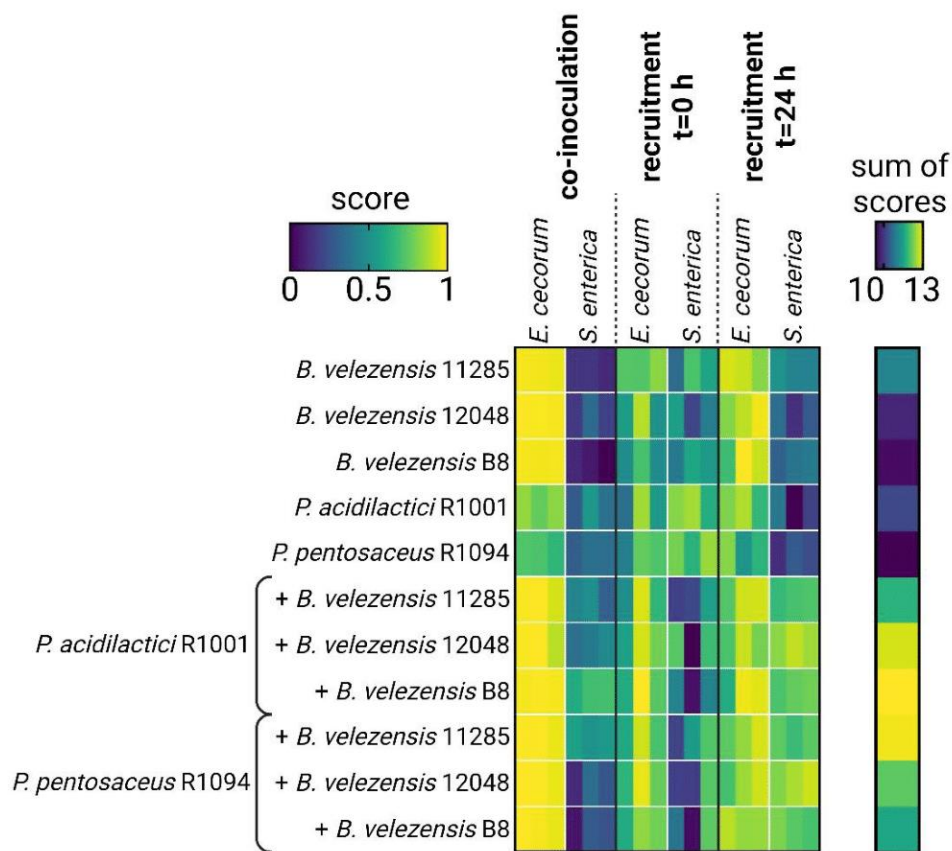 co-inoculation
recruitment
t=0 h
recruitment
t=24 h
score
0 0.5 1
sum of
scores
10 13
E. cecorum
S. enterica
E. cecorum
S. enterica
E. cecorum
S. enterica
B. velezensis 11285
B. velezensis 12048
B. velezensis B8
P. acidilactici R1001
P. pentosaceus R1094
P. acidilactici R1001
+ B. velezensis 11285
+ B. velezensis 12048
+ B. velezensis B8
P. pentosaceus R1094
+ B. velezensis 11285
+ B. velezensis 12048
+ B. velezensis B8